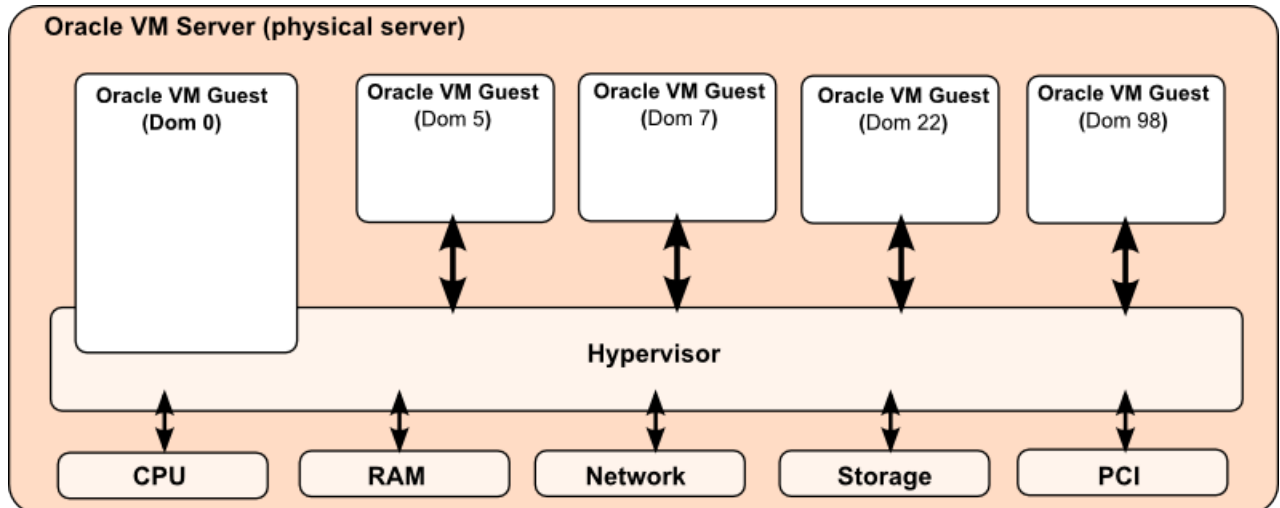 Oracle VM Server (physical server)
Oracle VM Guest
(Dom 0)
Oracle VM Guest
(Dom 5)
Oracle VM Guest
(Dom 7)
Oracle VM Guest
(Dom 22)
Oracle VM Guest
(Dom 98)
Hypervisor
CPU
RAM
Network
Storage
PCI